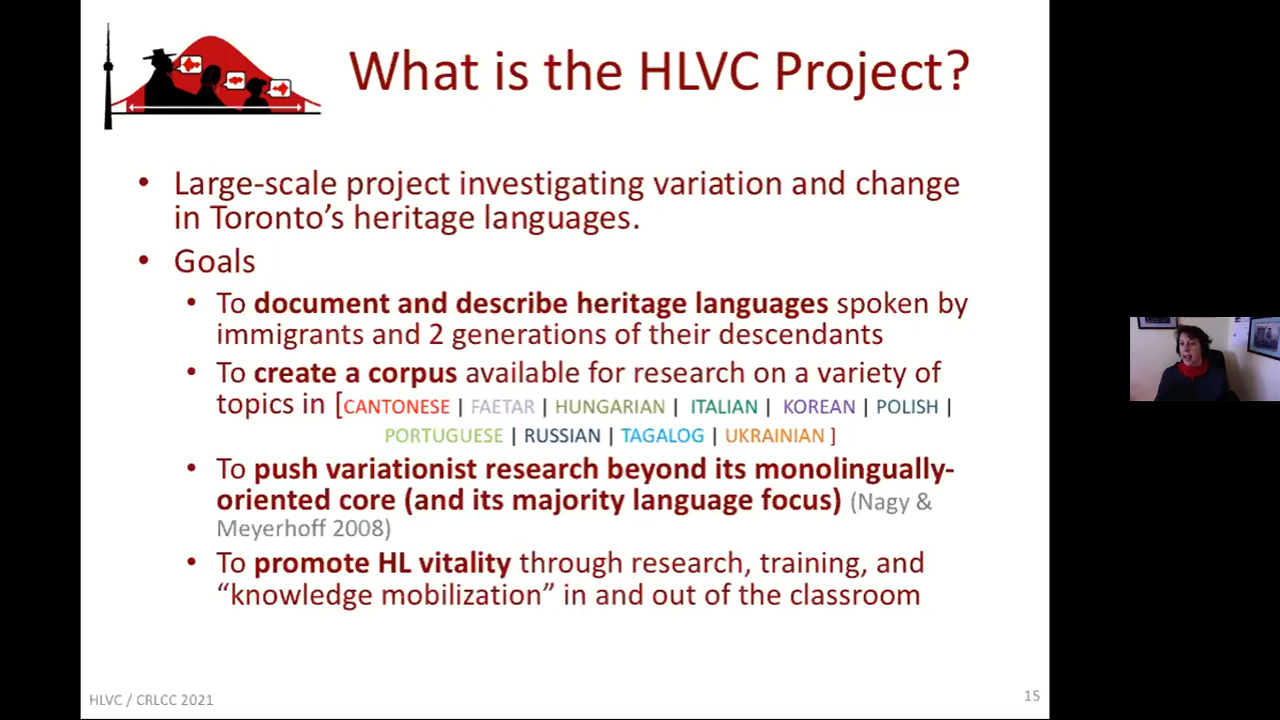 What is the HLVC Project?
• Large-scale project investigating variation and change
in Toronto’s heritage languages.
• Goals
• To document and describe heritage languages spoken by
immigrants and 2 generations of their descendants
• To create a corpus available for research on a variety of
topics in [CANTONESE | FAETAR | HUNGARIAN | ITALIAN | KOREAN | POLISH |
PORTUGUESE | RUSSIAN | TAGALOG | UKRAINIAN ]
• To push variationist research beyond its monolingually-
oriented core (and its majority language focus) (Nagy &
Meyerhoff 2008)
• To promote HL vitality through research, training, and
“knowledge mobilization” in and out of the classroom
HLVC / CRLCC 2021
15